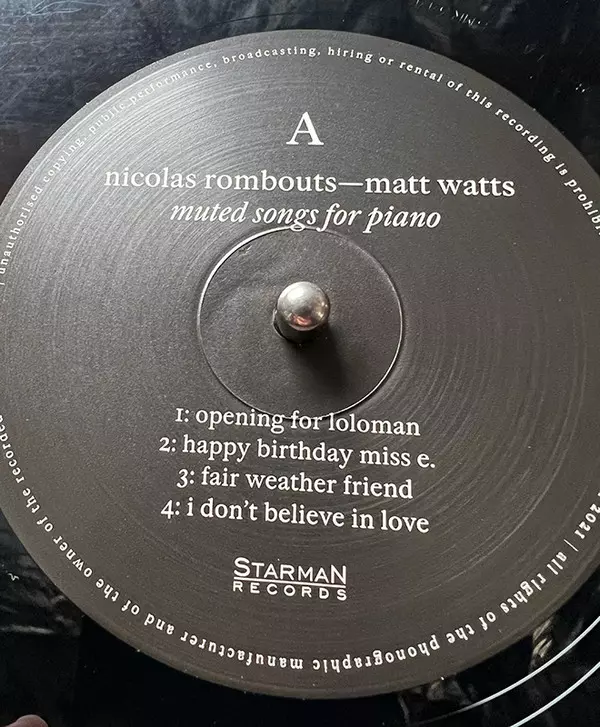 A
nicolas rombouts—matt watts
muted songs for piano
1: opening for loloman
2: happy birthday miss e.
3: fair weather friend
4: i don't believe in love
STARMAN
RECORDS
2021 | all rights of the phonographic manufacturer and of the owner of the recorded
unauthorised copying, public performance, broadcasting, hiring or rental of this recording is